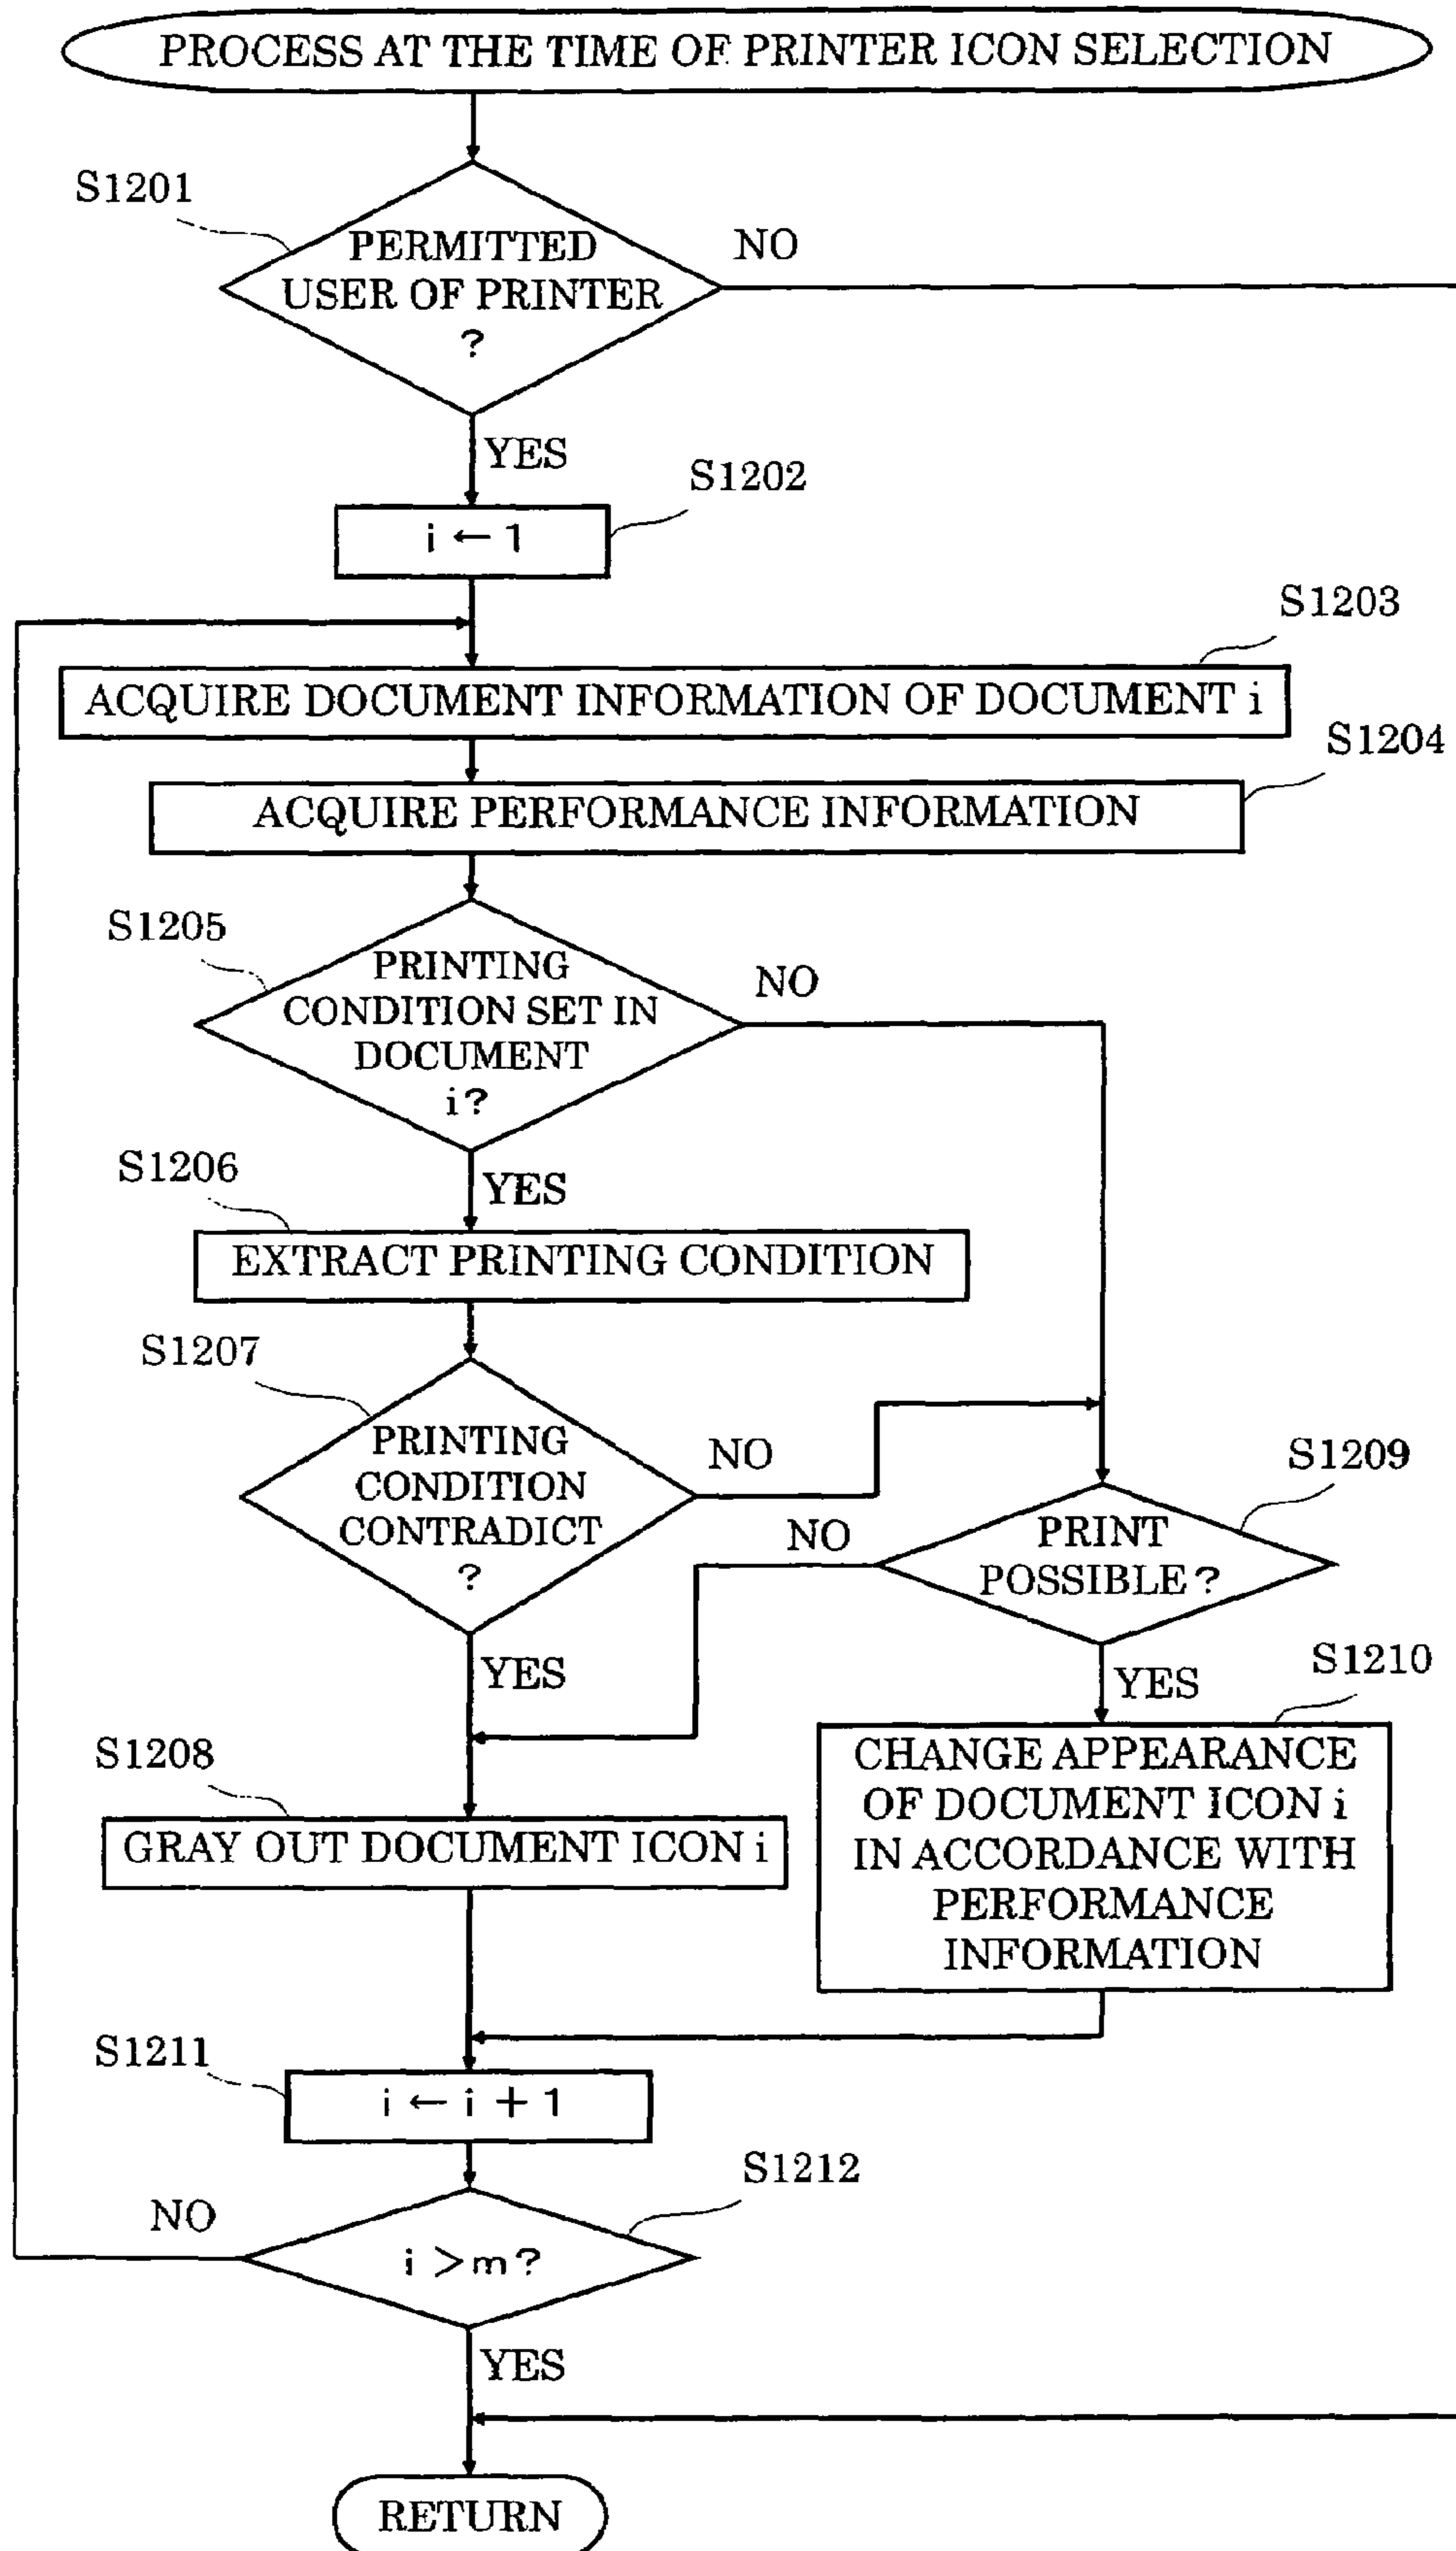 PROCESS AT THE TIME OF PRINTER ICON SELECTION
S1201
PERMITTED
USER OF PRINTER
?
NO
YES
S1202
i ← 1
S1203
ACQUIRE DOCUMENT INFORMATION OF DOCUMENT i
S1204
ACQUIRE PERFORMANCE INFORMATION
S1205
PRINTING
CONDITION SET IN
DOCUMENT
i?
NO
YES
S1206
EXTRACT PRINTING CONDITION
S1207
PRINTING
CONDITION
CONTRADICT
?
NO
YES
S1209
PRINT
POSSIBLE?
NO
YES
S1208
GRAY OUT DOCUMENT ICON i
S1210
CHANGE APPEARANCE
OF DOCUMENT ICON i
IN ACCORDANCE WITH
PERFORMANCE
INFORMATION
S1211
i ← i + 1
S1212
i >m?
NO
YES
RETURN